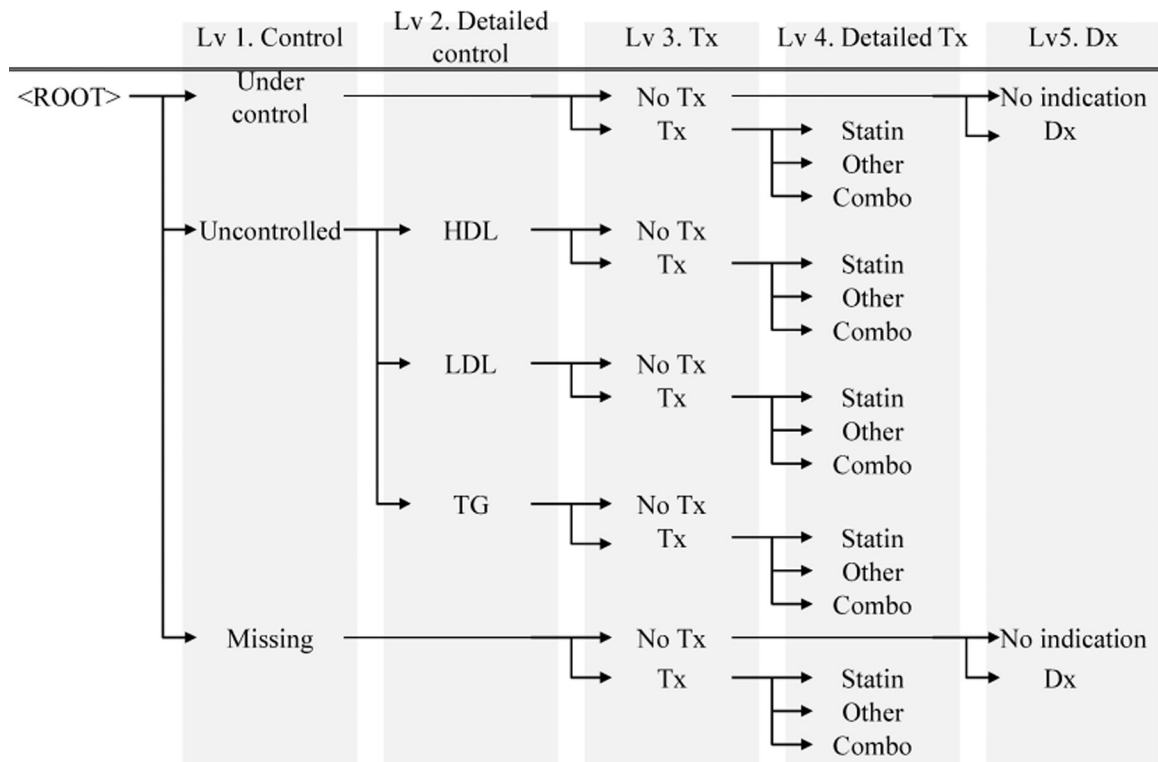 Lv 1. Control
Lv 2. Detailed
control
Lv 3. Tx
Lv 4. Detailed Tx
Lv5. Dx
<ROOT>
Under
control
No Tx
No indication
Tx
Statin
Dx
Other
Combo
Uncontrolled
HDL
No Tx
Tx
Statin
Other
Combo
LDL
No Tx
Tx
Statin
Other
Combo
TG
No Tx
Tx
Statin
Other
Combo
Missing
No Tx
No indication
Tx
Statin
Dx
Other
Combo